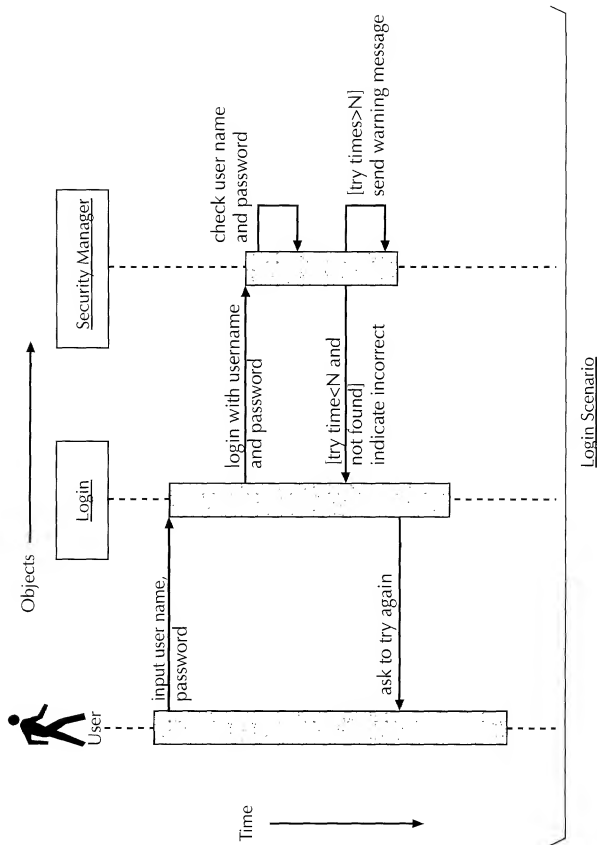 Objects
User
Login
Security Manager
Time
input user name,
password
login with username
and password
check user name
and password
[try time<N and
not found]
indicate incorrect
[try times>N]
send warning message
ask to try again
Login Scenario